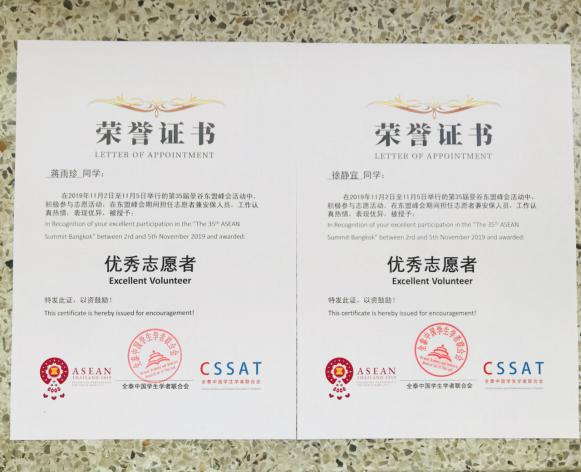 荣誉证书
LETTER OF APPOINTMENT
蒋雨珍 同学：
在2019年11月2日至11月5日举行的第35届曼谷东盟峰会活动中，
积极参与志愿活动，在东盟峰会期间担任志愿者兼安保人员，工作认
真热情，表现优异，被授予：
In Recognition of your excellent participation in the "The 35th ASEAN
Summit·Bangkok" between 2rd and 5th November 2019 and awarded:
优秀志愿者
Excellent Volunteer
特发此证，以资鼓励！
This certificate is hereby issued for encouragement!
ASEAN
THAILAND 2019
全泰中国学生学者联合会
全泰中国学生学者联合会
CSSAT
全泰中国学生学者联合会
荣誉证书
LETTER OF APPOINTMENT
徐静宜 同学：
在2019年11月2日至11月5日举行的第35届曼谷东盟峰会活动中，
积极参与志愿活动，在东盟峰会期间担任志愿者兼安保人员，工作认
真热情，表现优异，被授予：
In Recognition of your excellent participation in the "The 35th ASEAN
Summit·Bangkok" between 2rd and 5th November 2019 and awarded:
优秀志愿者
Excellent Volunteer
特发此证，以资鼓励！
This certificate is hereby issued for encouragement!
ASEAN
THAILAND 2019
全泰中国学生学者联合会
全泰中国学生学者联合会
CSSAT
全泰中国学生学者联合会